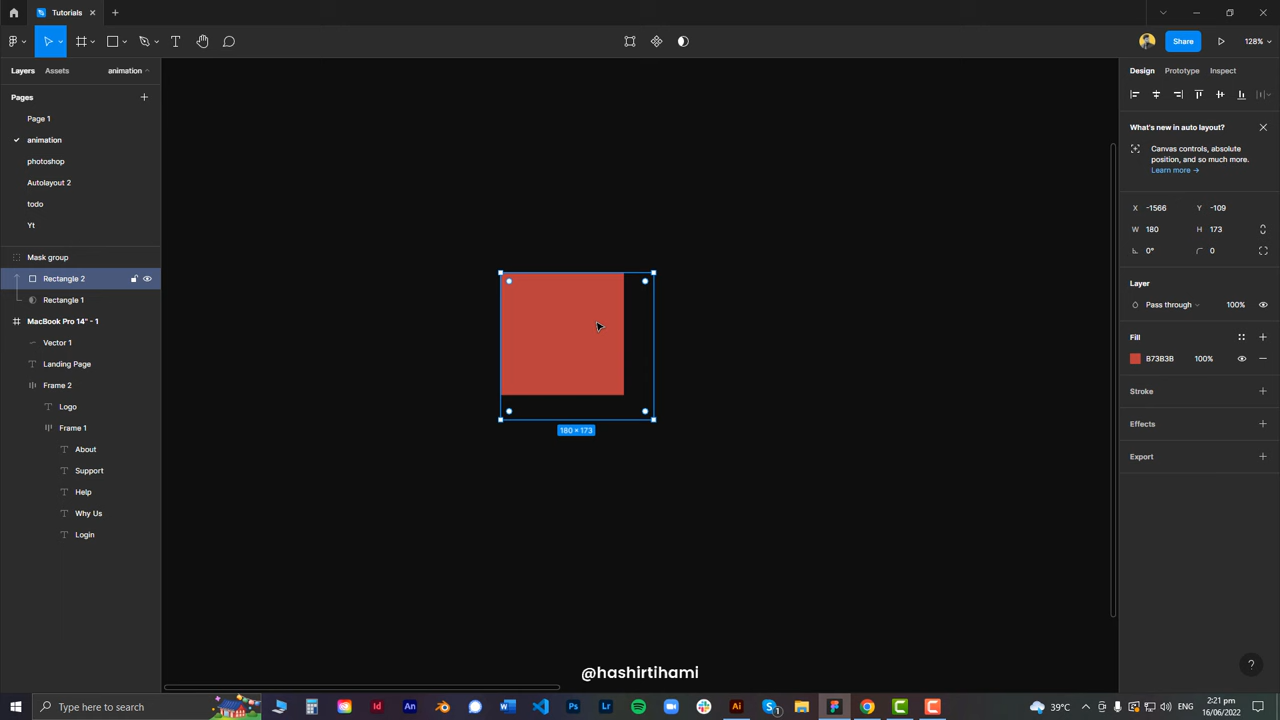 Tutorials
128%
Share
Layers
Assets
animation
Pages
Page 1
animation
photoshop
Autolayout 2
todo
Yt
Mask group
Rectangle 2
Rectangle 1
MacBook Pro 14" - 1
Vector 1
Landing Page
Frame 2
Logo
Frame 1
About
Support
Help
Why Us
Login
180 × 173
@hashirtihami
Design
Prototype
Inspect
What's new in auto layout?
Canvas controls, absolute
position, and so much more.
Learn more →
X -1566 Y -109
W 180 H 173
0° 0
Layer
Pass through 100%
Fill
B73B3B 100%
Stroke
Effects
Export
?
Type here to search
39°C
ENG
2:21 pm
16/06/2022